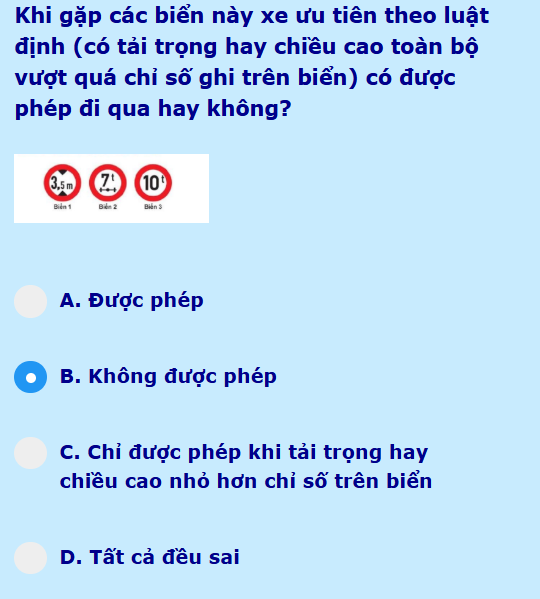 Khi gặp các biển này xe ưu tiên theo luật
định (có tải trọng hay chiều cao toàn bộ
vượt quá chỉ số ghi trên biển) có được
phép đi qua hay không?
3,5 m 7t 10t
Biển 1 Biển 2 Biển 3
A. Được phép
B. Không được phép
C. Chỉ được phép khi tải trọng hay
chiều cao nhỏ hơn chỉ số trên biển
D. Tất cả đều sai